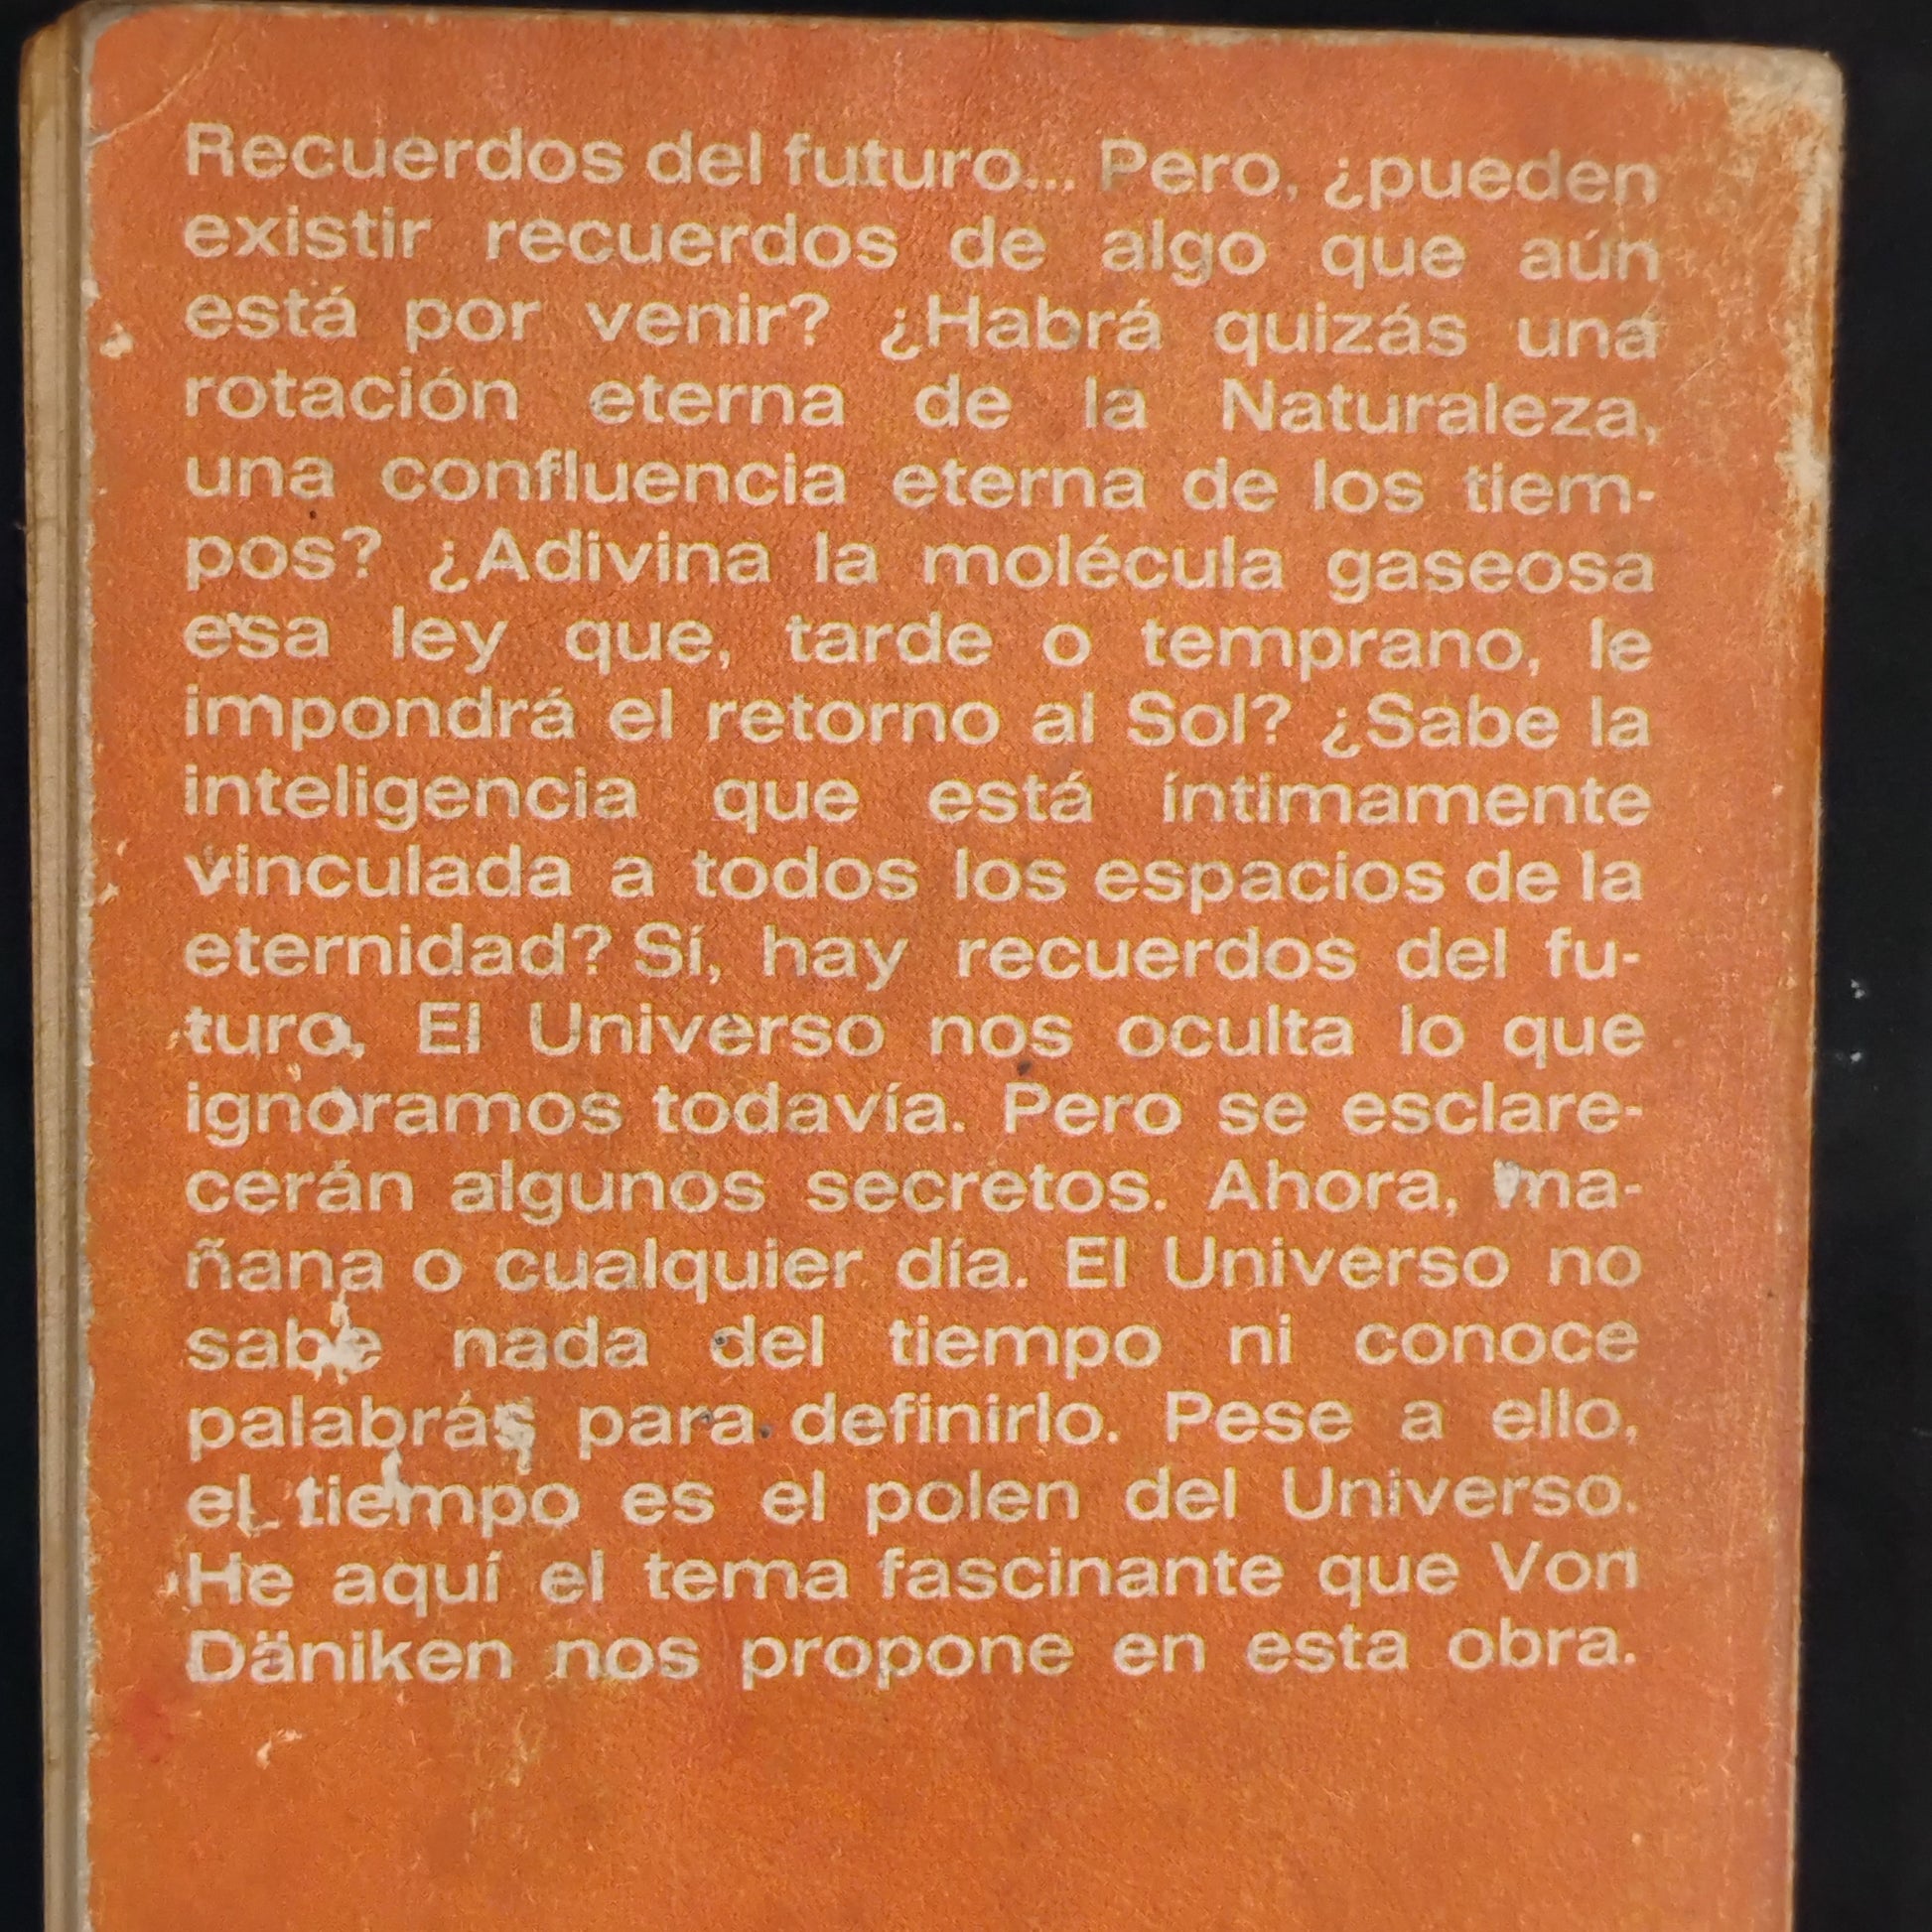 Recuerdos del futuro... Pero, ¿pueden
existir recuerdos de algo que aún
está por venir? ¿Habrá quizás una
rotación eterna de la Naturaleza,
una confluencia eterna de los tiem-
pos? ¿Adivina la molécula gaseosa
esa ley que, tarde o temprano, le
impondrá el retorno al Sol? ¿Sabe la
inteligencia que está íntimamente
vinculada a todos los espacios de la
eternidad? Sí, hay recuerdos del fu-
turo. El Universo nos oculta lo que
ignoramos todavía. Pero se esclare-
cerán algunos secretos. Ahora, ma-
ñana o cualquier día. El Universo no
sabe nada del tiempo ni conoce
palabras para definirlo. Pese a ello,
el tiempo es el polen del Universo.
He aquí el tema fascinante que Von
Däniken nos propone en esta obra.